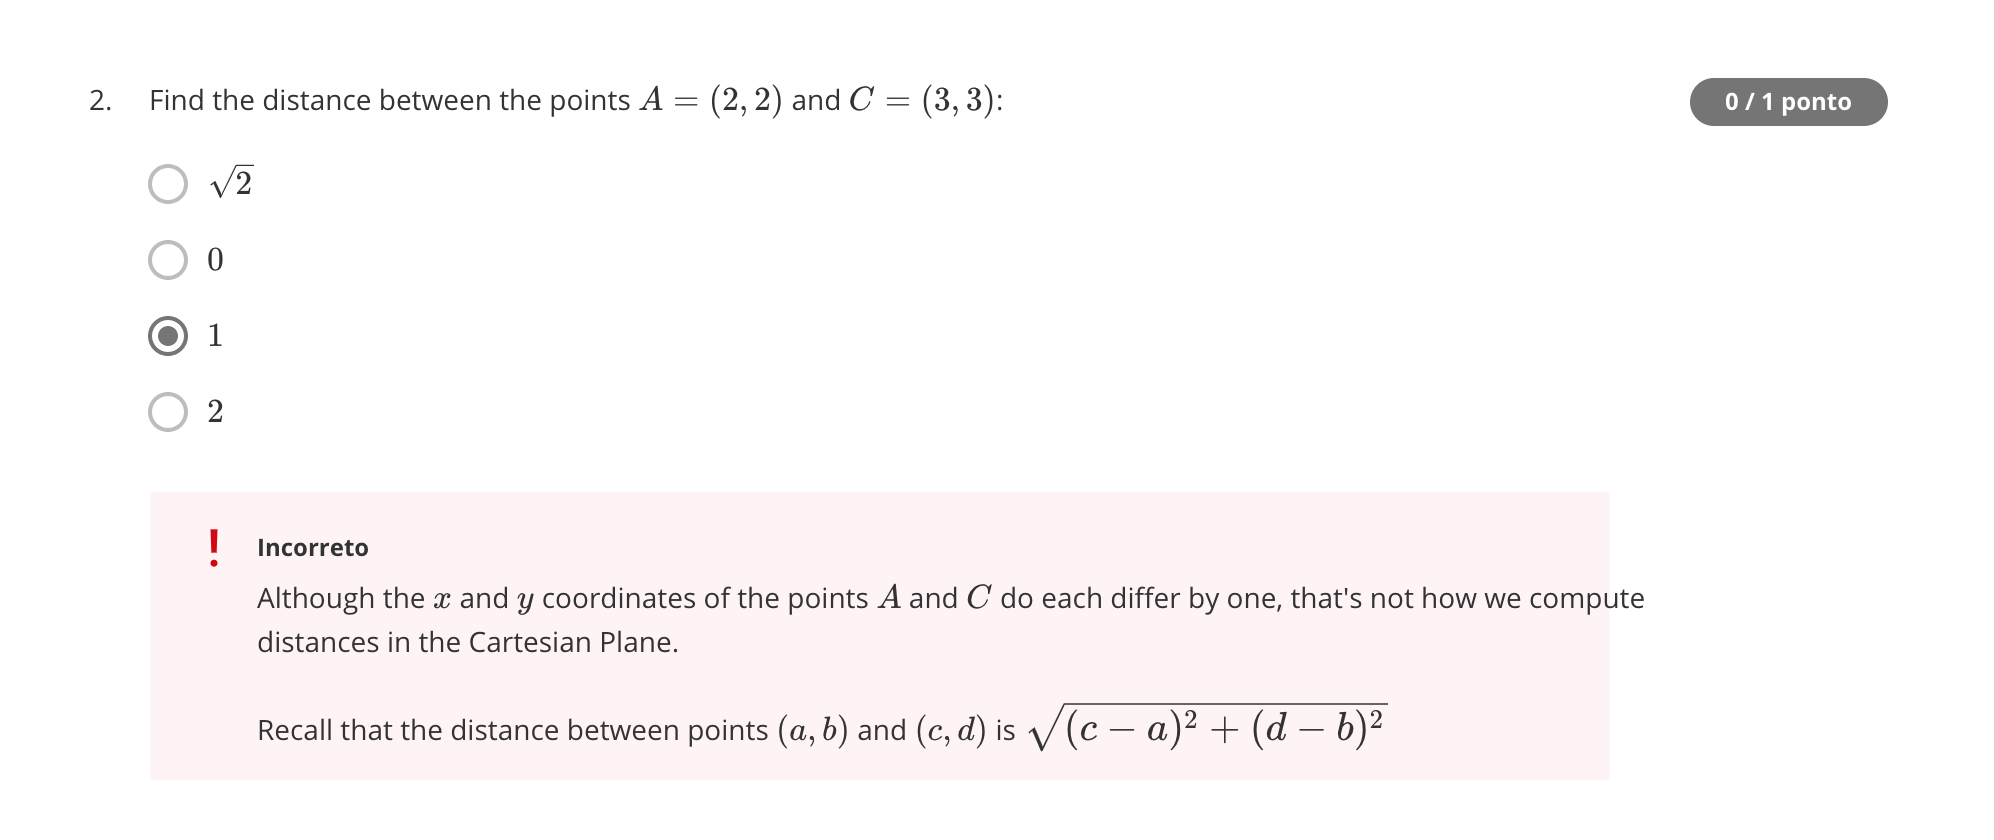 2. Find the distance between the points A = (2, 2) and C = (3, 3):
0 / 1 ponto
√2
0
1
2
! Incorreto
Although the x and y coordinates of the points A and C do each differ by one, that's not how we compute
distances in the Cartesian Plane.
Recall that the distance between points (a, b) and (c, d) is √(c − a)² + (d − b)²